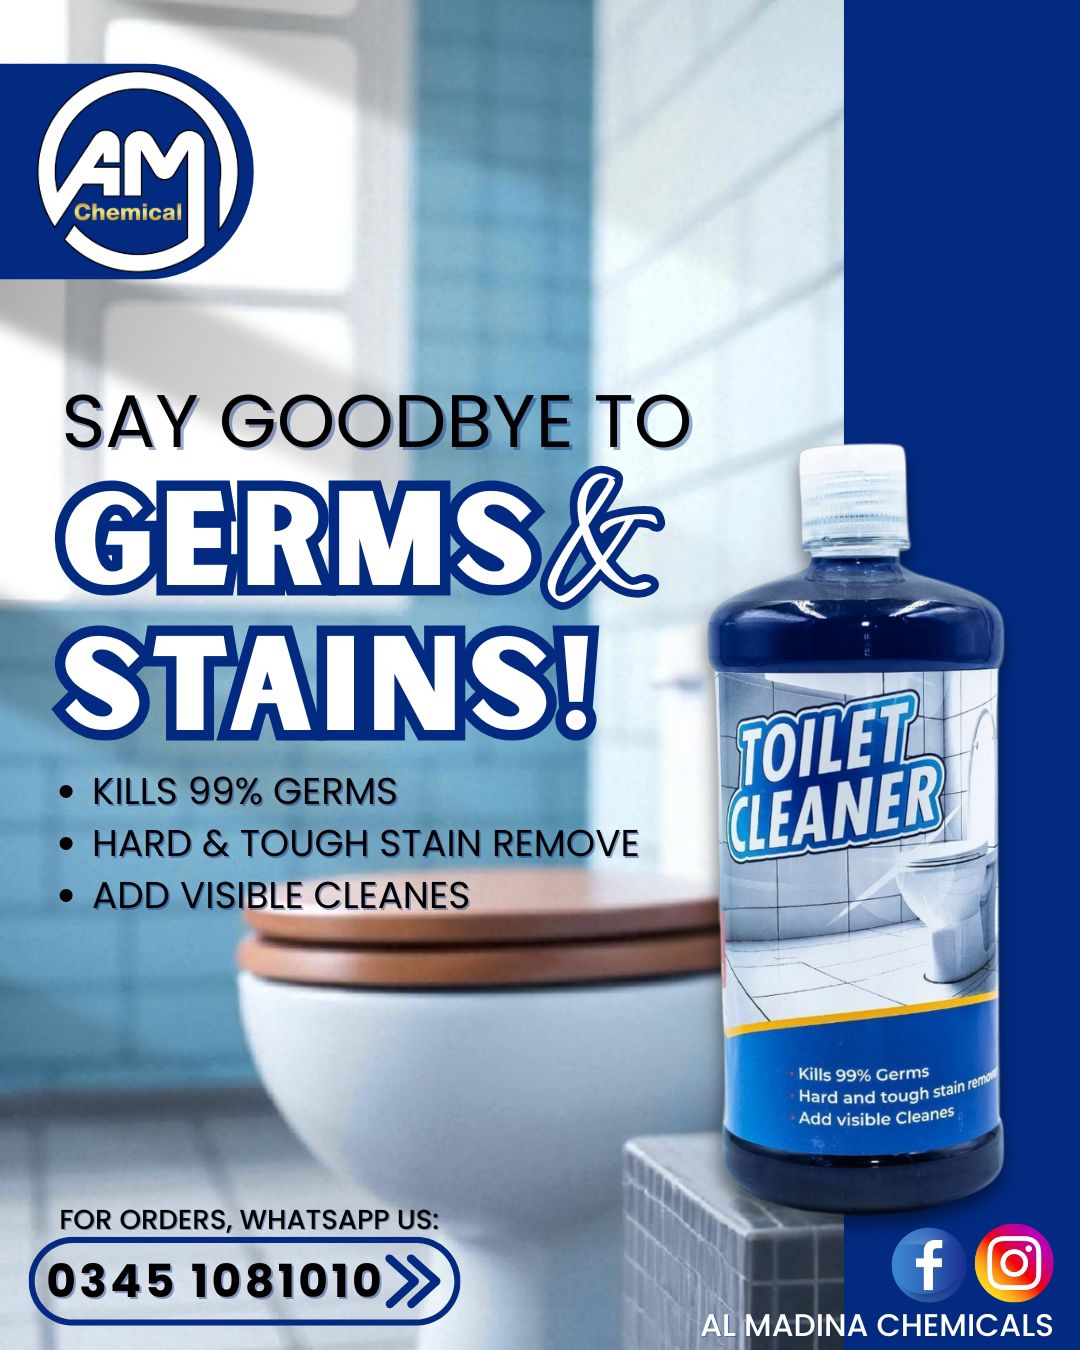 AM
Chemical
SAY GOODBYE TO
GERMS &
STAINS!
• KILLS 99% GERMS
• HARD & TOUGH STAIN REMOVE
• ADD VISIBLE CLEANES
TOILET
CLEANER
Kills 99% Germs
Hard and tough stain remove
Add visible Cleanes
FOR ORDERS, WHATSAPP US:
0345 1081010
AL MADINA CHEMICALS